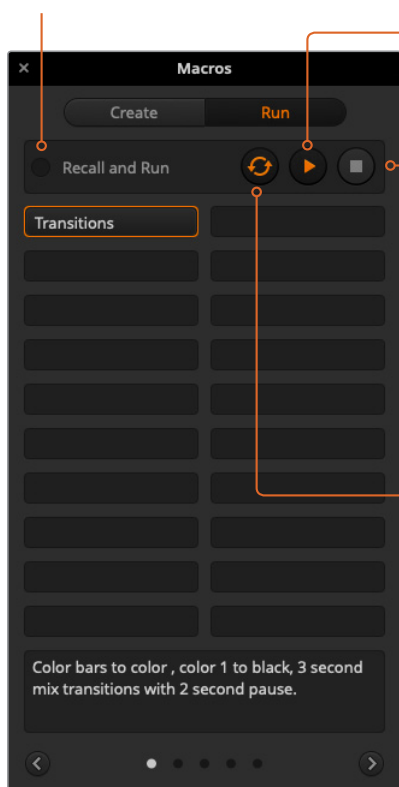 Macros
Create Run
Recall and Run
Transitions
Color bars to color , color 1 to black, 3 second
mix transitions with 2 second pause.